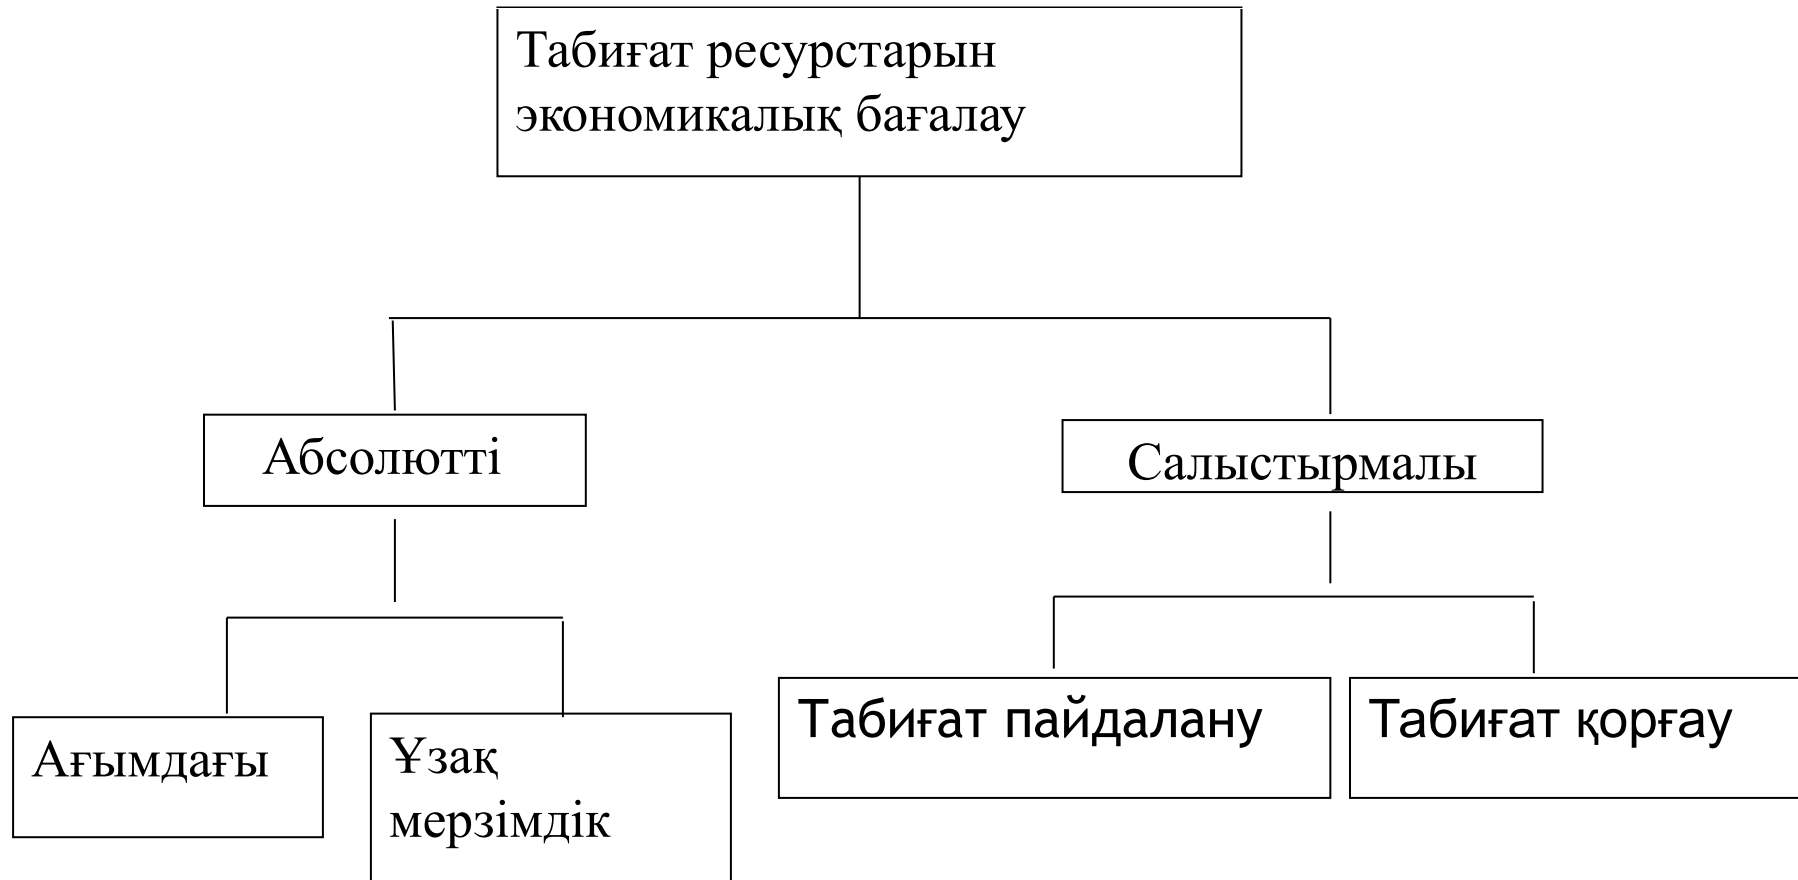 Табиғат ресурстарын
экономикалық бағалау
Абсолютті
Салыстырмалы
Ағымдағы
Ұзақ
мерзімдік
Табиғат пайдалану
Табиғат қорғау